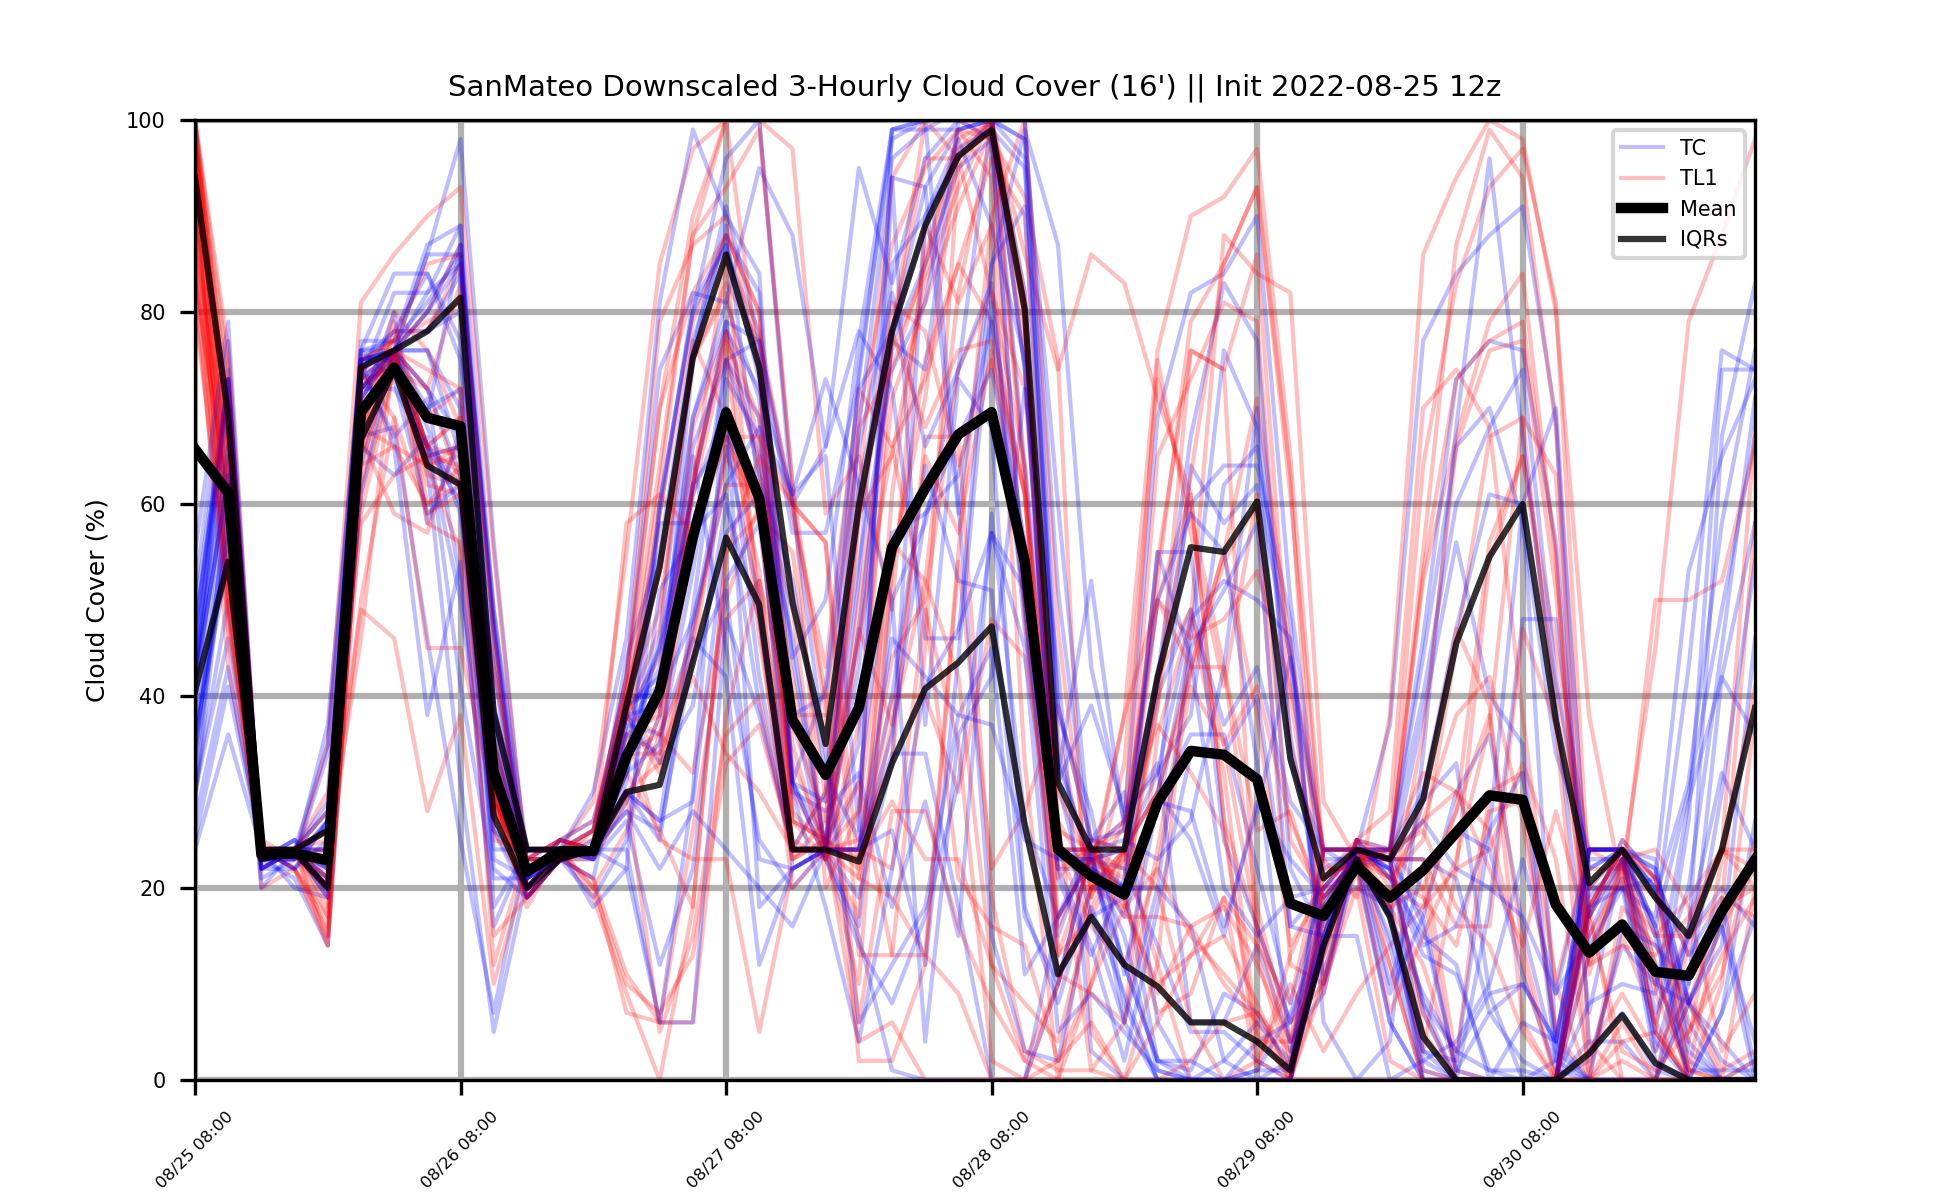 SanMateo Downscaled 3-Hourly Cloud Cover (16') || Init 2022-08-25 12z
Cloud Cover (%)
100
80
60
40
20
0
TC
TL1
Mean
IQRs
08/25 08:00
08/26 08:00
08/27 08:00
08/28 08:00
08/29 08:00
08/30 08:00